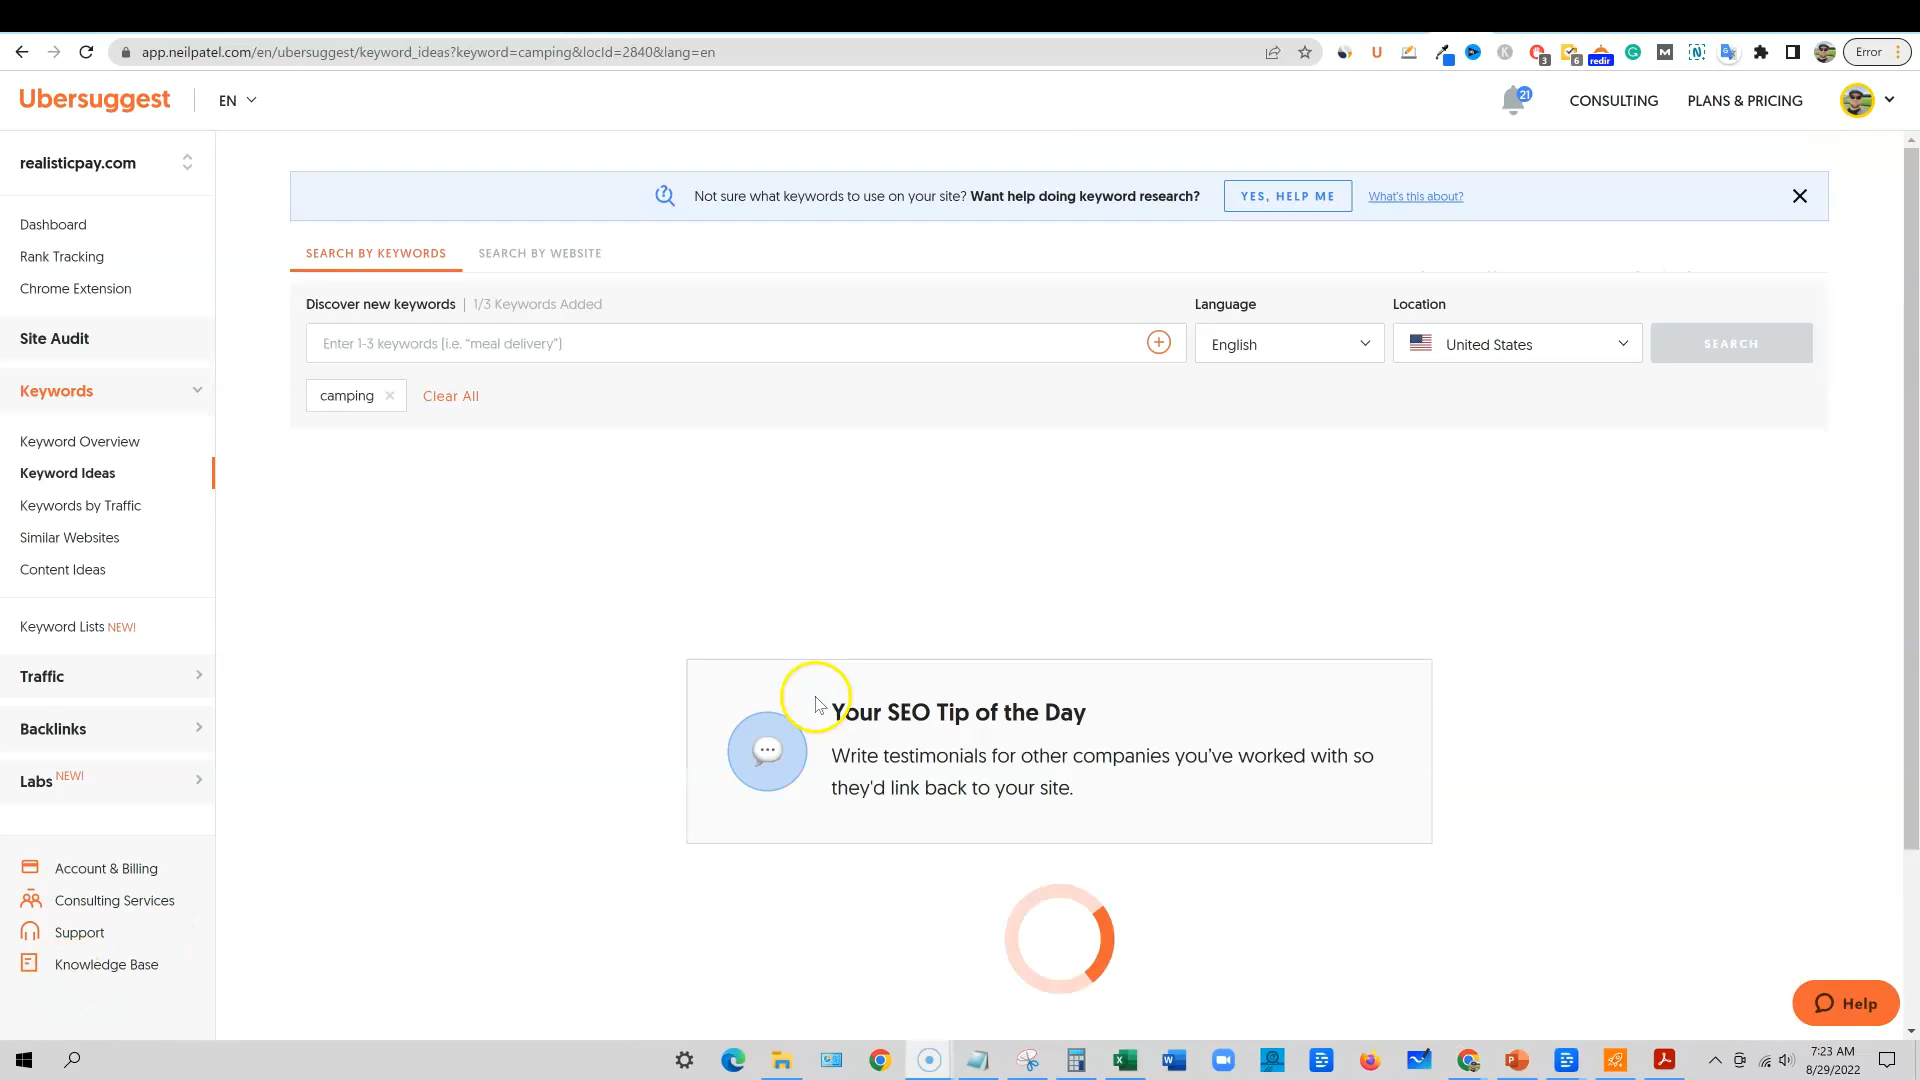 app.neilpatel.com/en/ubersuggest/keyword_ideas?keyword=camping&locId=2840&lang=en
3
6
redir
Error
Ubersuggest
EN
21
CONSULTING
PLANS & PRICING
realisticpay.com
Dashboard
Rank Tracking
Chrome Extension
Site Audit
Keywords
Keyword Overview
Keyword Ideas
Keywords by Traffic
Similar Websites
Content Ideas
Keyword Lists NEW!
Traffic
Backlinks
Labs NEW!
Account & Billing
Consulting Services
Support
Knowledge Base
Not sure what keywords to use on your site? Want help doing keyword research?
YES, HELP ME
What's this about?
SEARCH BY KEYWORDS
SEARCH BY WEBSITE
Discover new keywords | 1/3 Keywords Added
Language
Location
Enter 1-3 keywords (i.e. “meal delivery”)
English
United States
SEARCH
camping
Clear All
Your SEO Tip of the Day
Write testimonials for other companies you’ve worked with so
they'd link back to your site.
Help
7:23 AM
8/29/2022